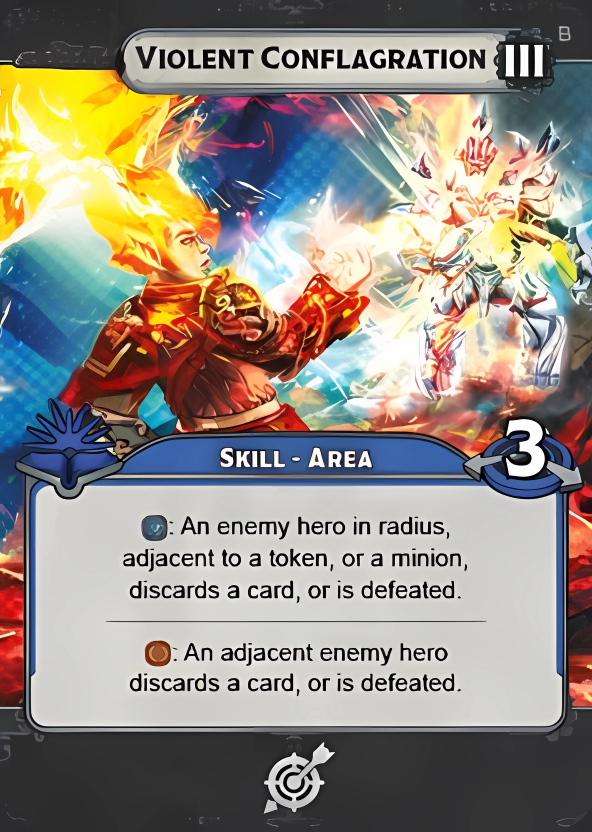 B
VIOLENT CONFLAGRATION III
SKILL - AREA
3
: An enemy hero in radius,
adjacent to a token, or a minion,
discards a card, or is defeated.
: An adjacent enemy hero
discards a card, or is defeated.